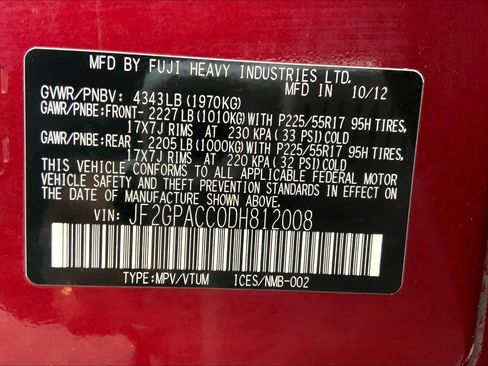 MFD BY FUJI HEAVY INDUSTRIES LTD.
MFD IN 10/12
GVWR/PNBV: 4343LB (1970KG)
GAWR/PNBE:FRONT- 2227LB(1010KG)WITH P225/55R17 95H TIRES,
17X7J RIMS AT 230 KPA(33 PSI)COLD
GAWR/PNBE:REAR - 2205LB(1000KG)WITH P225/55R17 95H TIRES,
17X7J RIMS AT 220 KPA(32 PSI)COLD
THIS VEHICLE CONFORMS TO ALL APPLICABLE FEDERAL MOTOR
VEHICLE SAFETY AND THEFT PREVENTION STANDARDS IN EFFECT ON
THE DATE OF MANUFACTURE SHOWN ABOVE.
VIN: JF2GPACC0DH812008
TYPE:MPV/VTUM ICES/NMB-002